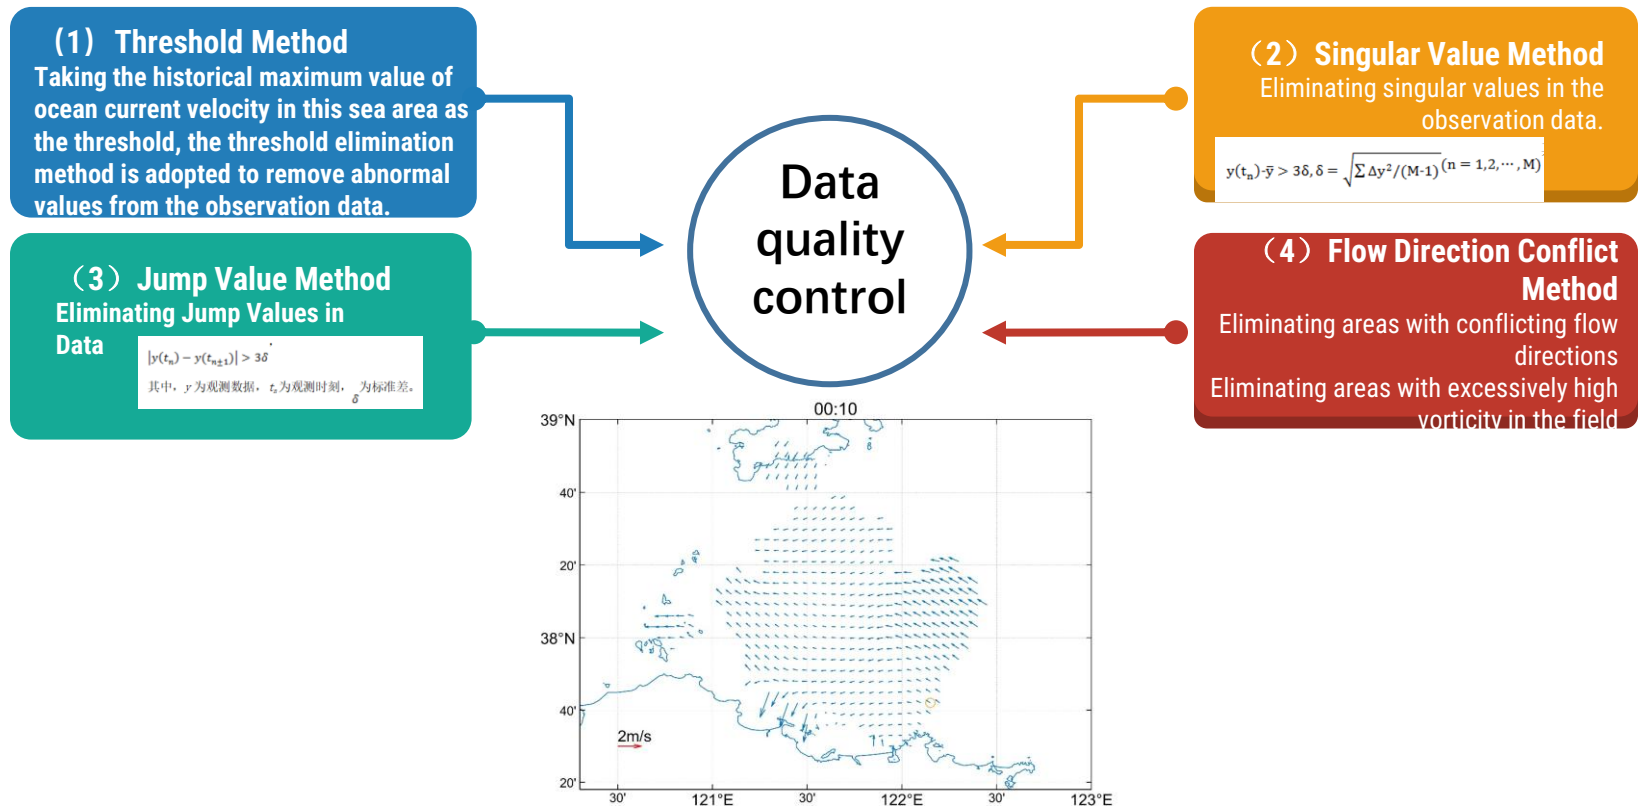 （1） Threshold Method
Taking the historical maximum value of
ocean current velocity in this sea area as
the threshold, the threshold elimination
method is adopted to remove abnormal
values from the observation data.
（2）Singular Value Method
Eliminating singular values in the
observation data.
y(tₙ)-ȳ > 3δ, δ = √∑Δy²/(M-1) (n = 1,2,⋯, M)
（3）Jump Value Method
Eliminating Jump Values in
Data
|y(tₙ) − y(tₙ±₁)| > 3δ
其中，y为观测数据，tₙ为观测时刻，δ为标准差。
（4）Flow Direction Conflict
Method
Eliminating areas with conflicting flow
directions
Eliminating areas with excessively high
vorticity in the field
Data
quality
control
00:10
39°N
40'
20'
38°N
40'
20'
2m/s
30'
121°E
30'
122°E
30'
123°E